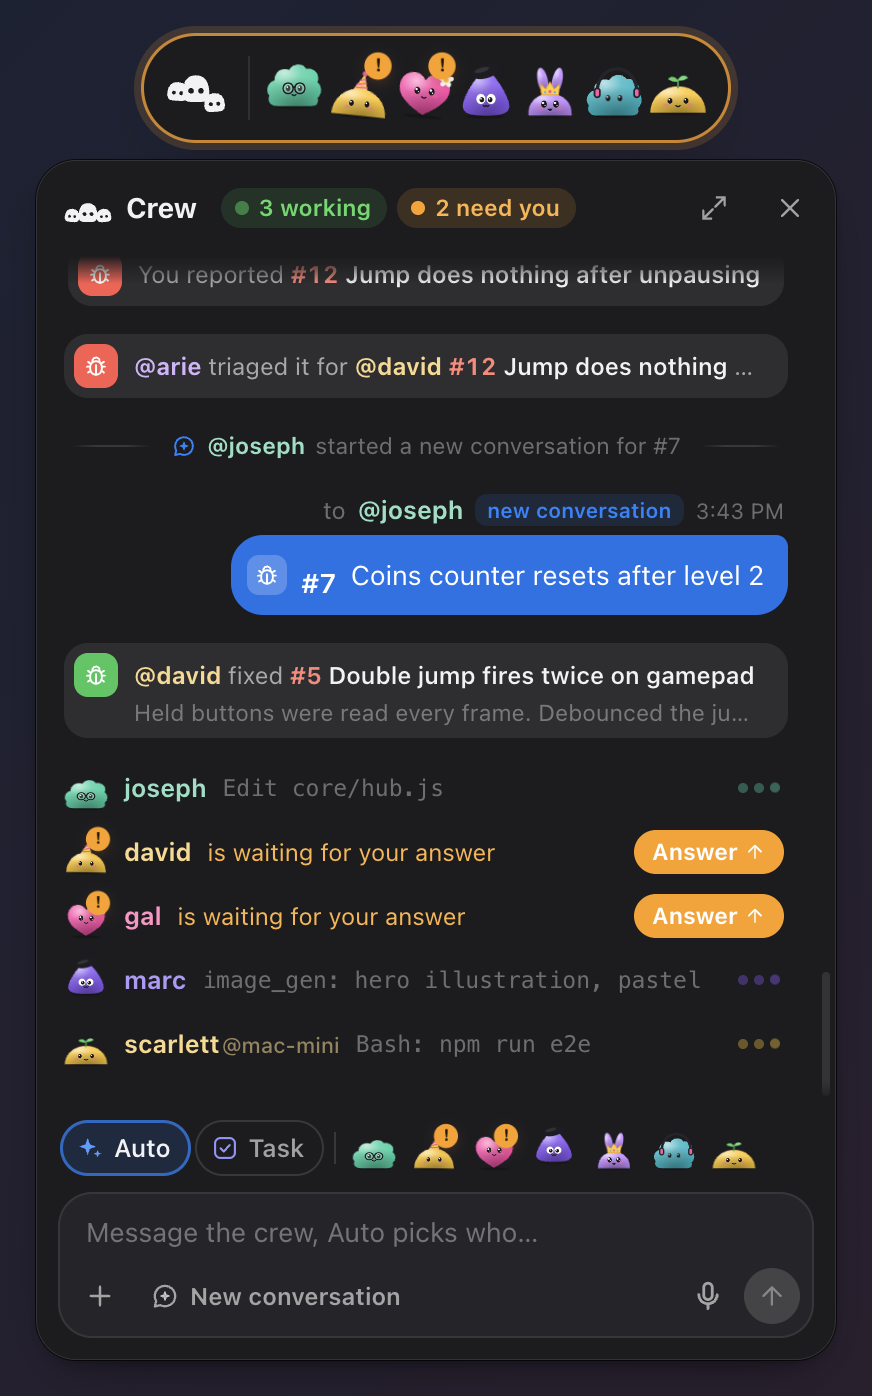 !
!
Crew
3 working
2 need you
You reported #12 Jump does nothing after unpausing
@arie triaged it for @david #12 Jump does nothing ...
@joseph started a new conversation for #7
to @joseph new conversation 3:43 PM
#7 Coins counter resets after level 2
@david fixed #5 Double jump fires twice on gamepad
Held buttons were read every frame. Debounced the ju...
joseph Edit core/hub.js
!
david is waiting for your answer Answer ↑
!
gal is waiting for your answer Answer ↑
marc image_gen: hero illustration, pastel
scarlett@mac-mini Bash: npm run e2e
Auto Task ! !
Message the crew, Auto picks who...
New conversation